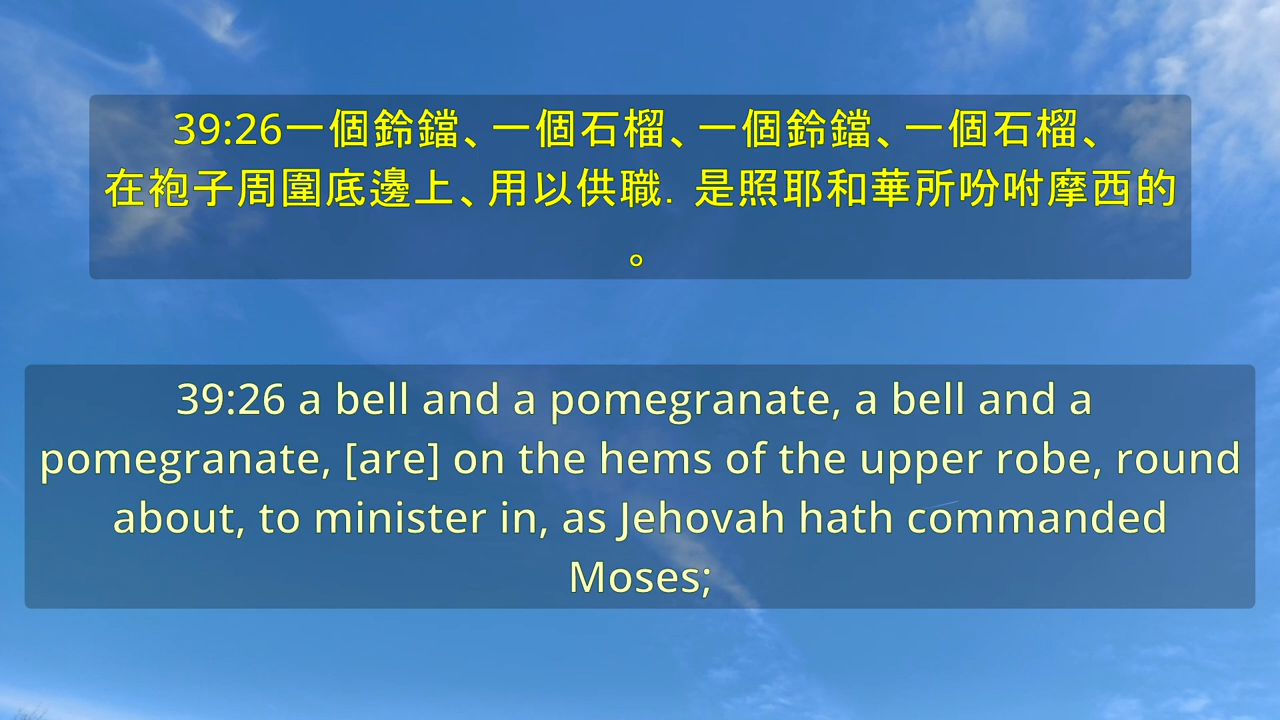 39:26一個鈴鐺、一個石榴、一個鈴鐺、一個石榴、
在袍子周圍底邊上、用以供職．是照耶和華所吩咐摩西的
。
39:26 a bell and a pomegranate, a bell and a
pomegranate, [are] on the hems of the upper robe, round
about, to minister in, as Jehovah hath commanded
Moses;